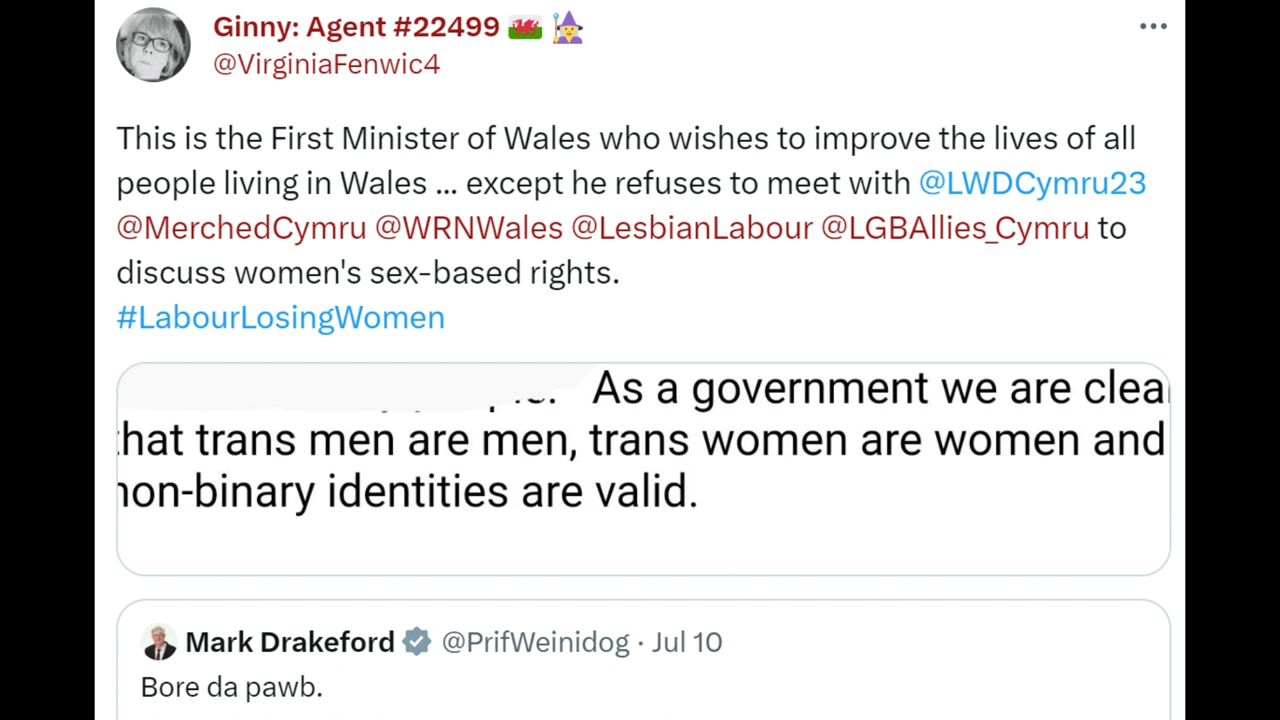 Ginny: Agent #22499
@VirginiaFenwic4
This is the First Minister of Wales who wishes to improve the lives of all
people living in Wales ... except he refuses to meet with @LWDCymru23
@MerchedCymru @WRNWales @LesbianLabour @LGBAllies_Cymru to
discuss women's sex-based rights.
#LabourLosingWomen
As a government we are clea
hat trans men are men, trans women are women and
non-binary identities are valid.
Mark Drakeford @PrifWeinidog · Jul 10
Bore da pawb.